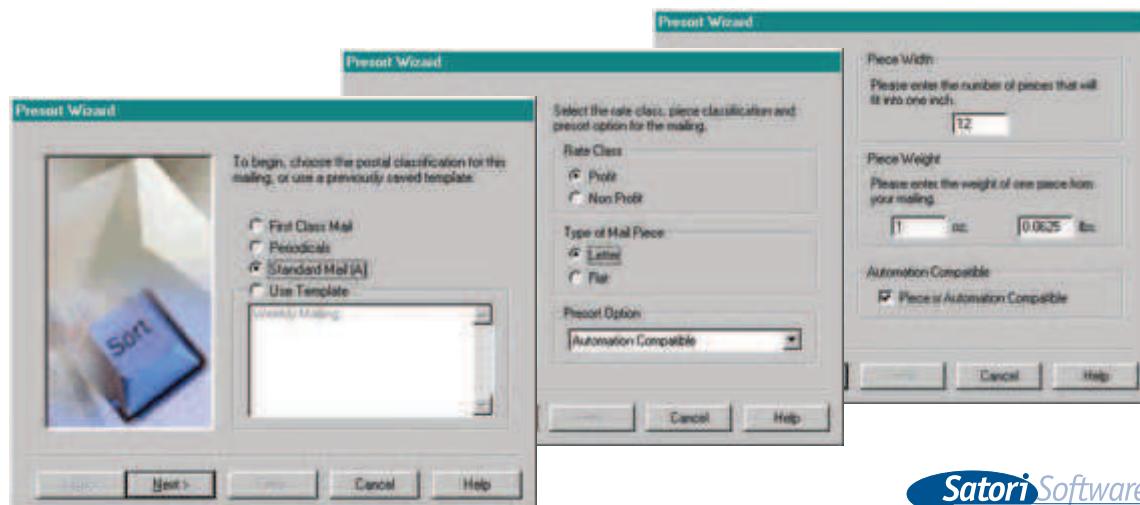 Presort Wizard
To begin, choose the postal classification for this
mailing, or use a previously saved template.
First Class Mail
Periodicals
Standard Mail (A)
Use Template
Weekly Mailing
Sort
Next >
Cancel
Help
Presort Wizard
Select the rate class, piece classification and
presort option for the mailing.
Rate Class
Profit
Non Profit
Type of Mail Piece
Letter
Flat
Presort Option
Automation Compatible
Cancel
Help
Presort Wizard
Piece Width
Please enter the number of pieces that will
fit into one inch.
12
Piece Weight
Please enter the weight of one piece from
your mailing.
1 oz. 0.0625 lbs.
Automation Compatible
Piece is Automation Compatible
Cancel
Help
Satori Software